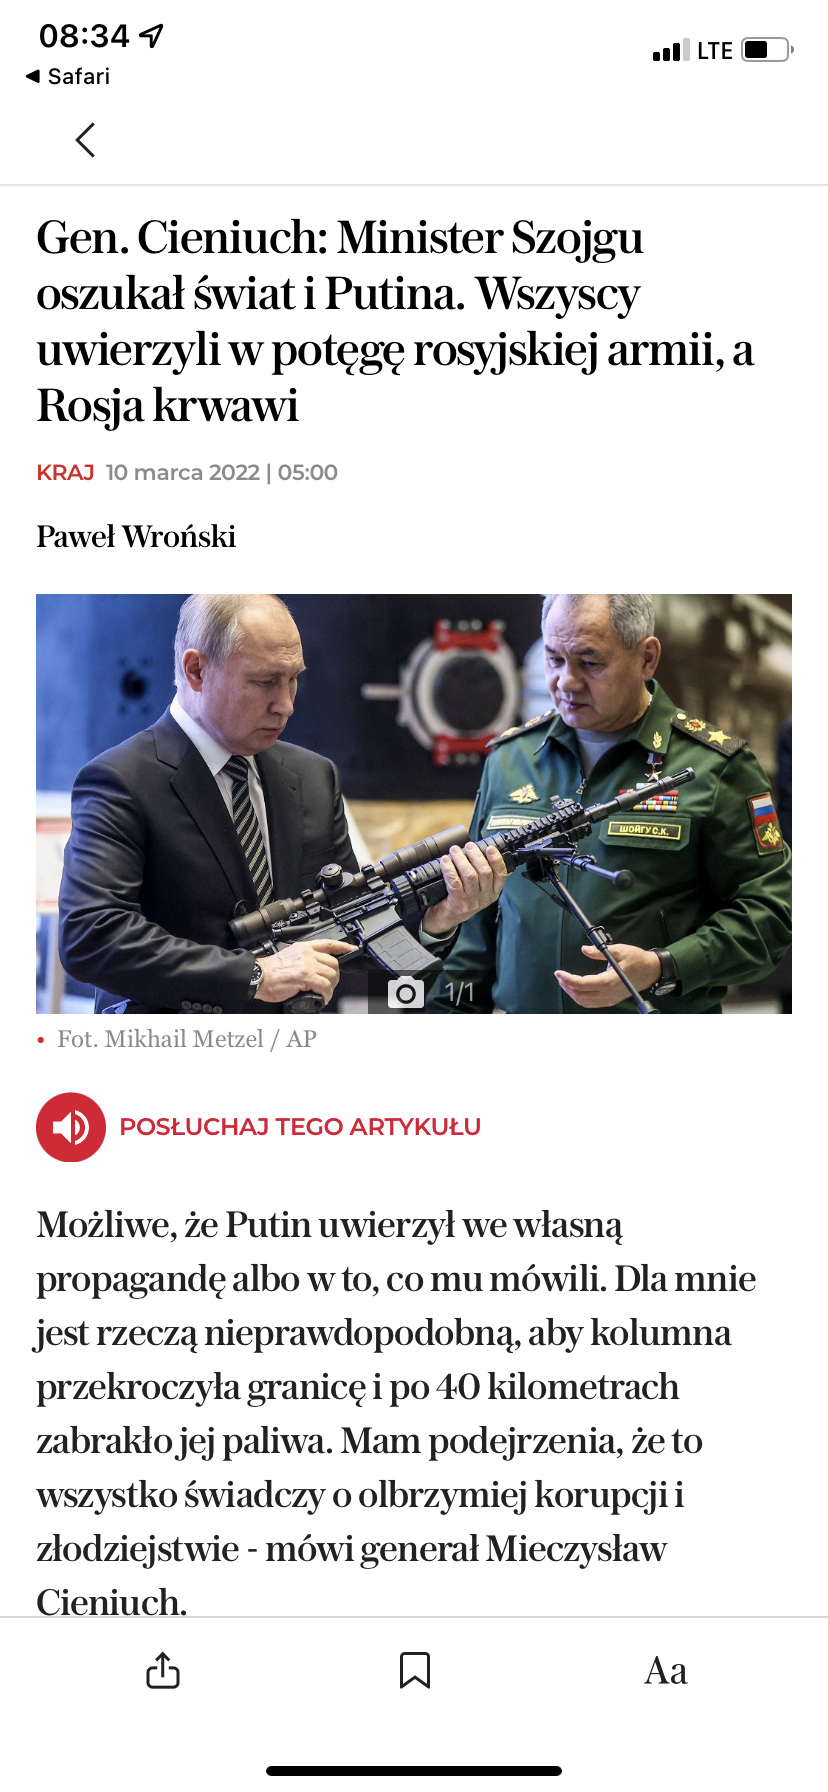 08:34
LTE
Safari
Gen. Cieniuch: Minister Szojgu
oszukał świat i Putina. Wszyscy
uwierzyli w potęgę rosyjskiej armii, a
Rosja krwawi
KRAJ 10 marca 2022 | 05:00
Paweł Wroński
ШОЙГУ С.К.
1/1
• Fot. Mikhail Metzel / AP
POSŁUCHAJ TEGO ARTYKUŁU
Możliwe, że Putin uwierzył we własną
propagandę albo w to, co mu mówili. Dla mnie
jest rzeczą nieprawdopodobną, aby kolumna
przekroczyła granicę i po 40 kilometrach
zabrakło jej paliwa. Mam podejrzenia, że to
wszystko świadczy o olbrzymiej korupcji i
złodziejstwie - mówi generał Mieczysław
Cieniuch.
Aa